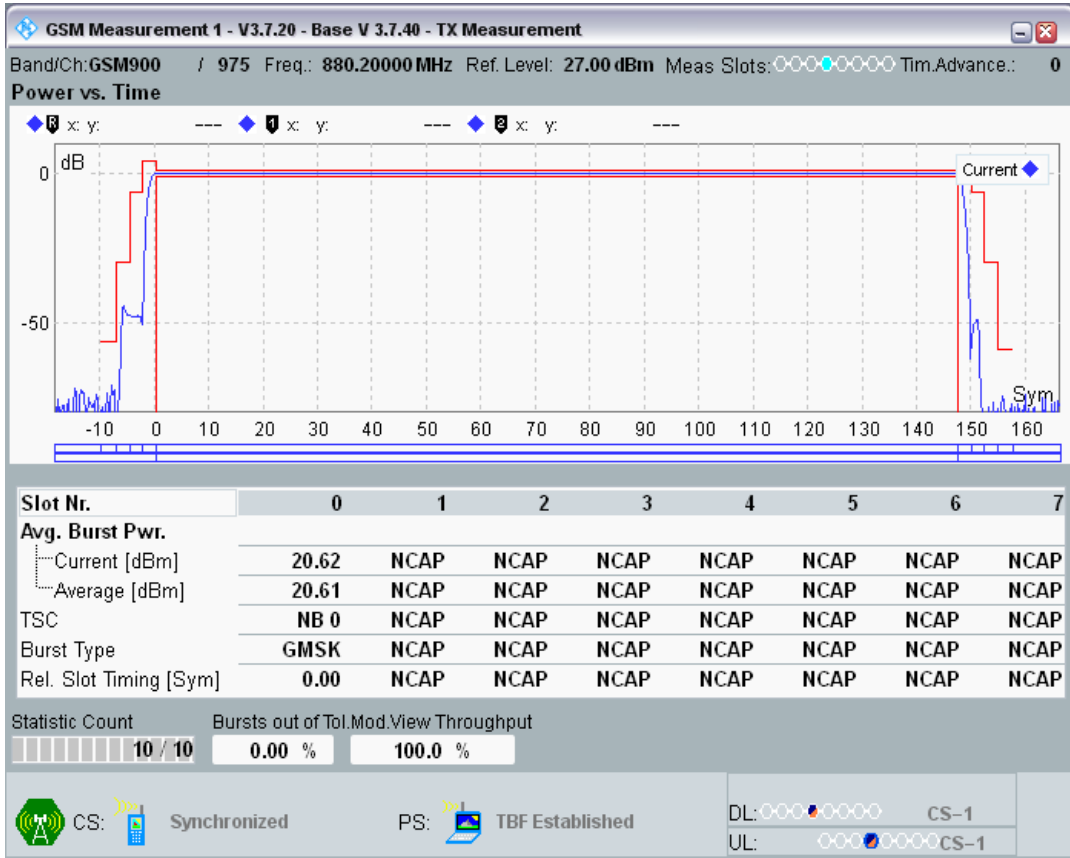 GSM Measurement 1 - V3.7.20 - Base V 3.7.40 - TX Measurement
Band/Ch:GSM900 / 975 Freq.: 880.20000 MHz Ref. Level: 27.00 dBm Meas Slots: Tim.Advance.: 0
Power vs. Time
R x: y: --- 1 x: y: --- 2 x: y: ---
dB
Current
0
-50
Sym
-10 0 10 20 30 40 50 60 70 80 90 100 110 120 130 140 150 160
Slot Nr. 0 1 2 3 4 5 6 7
Avg. Burst Pwr.
Current [dBm] 20.62 NCAP NCAP NCAP NCAP NCAP NCAP NCAP
Average [dBm] 20.61 NCAP NCAP NCAP NCAP NCAP NCAP NCAP
TSC NB 0 NCAP NCAP NCAP NCAP NCAP NCAP NCAP
Burst Type GMSK NCAP NCAP NCAP NCAP NCAP NCAP NCAP
Rel. Slot Timing [Sym] 0.00 NCAP NCAP NCAP NCAP NCAP NCAP NCAP
Statistic Count Bursts out of Tol.Mod.View Throughput
10 / 10 0.00 % 100.0 %
CS: Synchronized PS: TBF Established
DL: CS-1
UL: CS-1